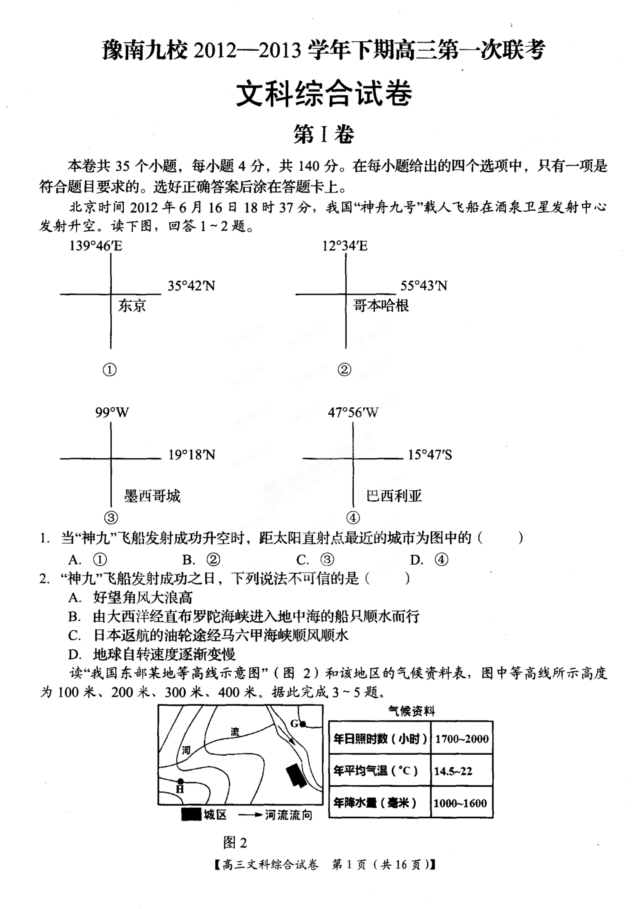 豫南九校 2012—2013 学年下期高三第一次联考
文科综合试卷
第 I 卷
本卷共 35 个小题，每小题 4 分，共 140 分。在每小题给出的四个选项中，只有一项是
符合题目要求的。选好正确答案后涂在答题卡上。
北京时间 2012 年 6 月 16 日 18 时 37 分，我国“神舟九号”载人飞船在酒泉卫星发射中心
发射升空。读下图，回答 1～2 题。
139°46′E
12°34′E
35°42′N
55°43′N
东京
哥本哈根
①
②
99°W
47°56′W
19°18′N
15°47′S
墨西哥城
巴西利亚
③
④
1. 当“神九”飞船发射成功升空时，距太阳直射点最近的城市为图中的（ ）
A. ① B. ② C. ③ D. ④
2. “神九”飞船发射成功之日，下列说法不可信的是（ ）
A. 好望角风大浪高
B. 由大西洋经直布罗陀海峡进入地中海的船只顺水而行
C. 日本返航的油轮途经马六甲海峡顺风顺水
D. 地球自转速度逐渐变慢
读“我国东部某地等高线示意图”（图 2）和该地区的气候资料表，图中等高线所示高度
为 100 米、200 米、300 米、400 米。据此完成 3～5 题。
气候资料
年日照时数（小时） 1700~2000
年平均气温（°C） 14.5~22
年降水量（毫米） 1000~1600
G
流
河
H
城区 河流流向
图 2
【高三文科综合试卷 第 1 页（共 16 页）】